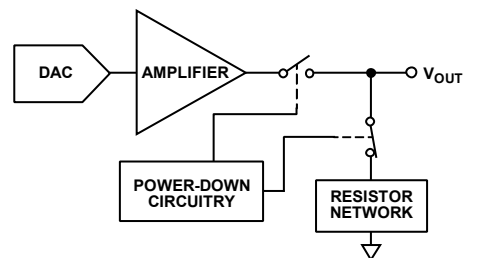 DAC
AMPLIFIER
VOUT
POWER-DOWN
CIRCUITRY
RESISTOR
NETWORK